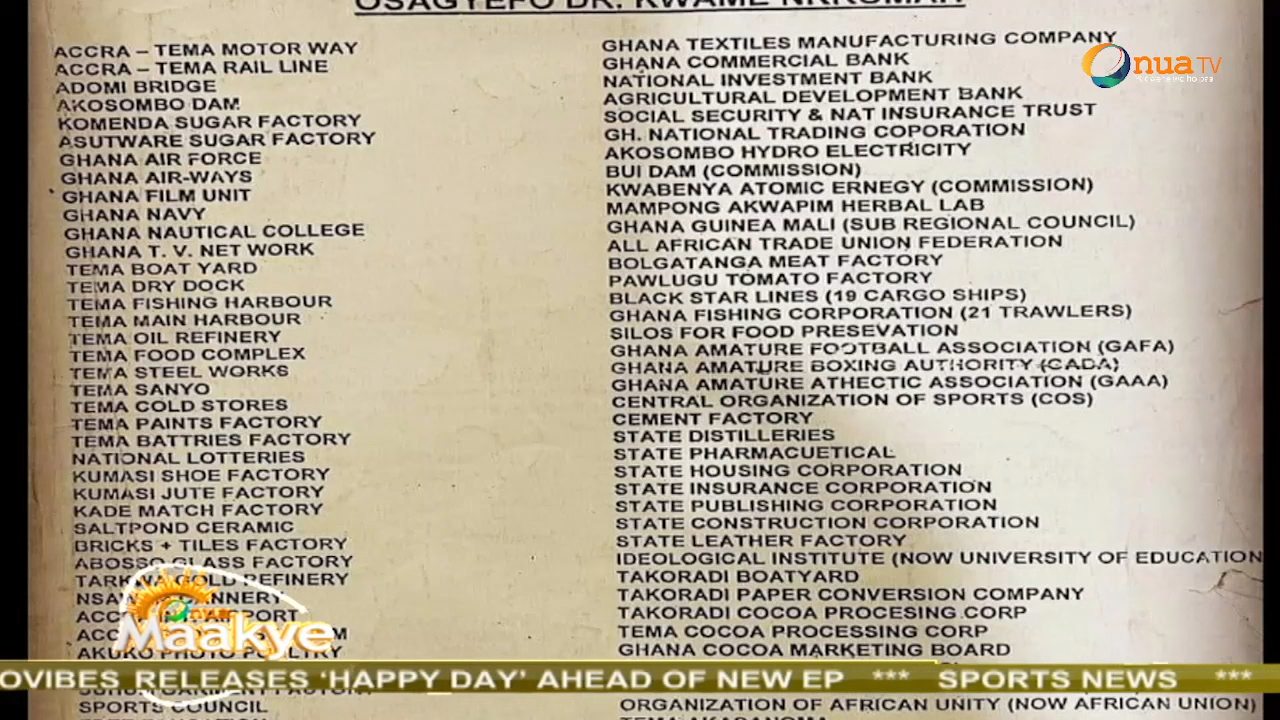 OSAGYEFO DR. KWAME NKRUMAH
ACCRA – TEMA MOTOR WAY
ACCRA – TEMA RAIL LINE
ADOMI BRIDGE
AKOSOMBO DAM
KOMENDA SUGAR FACTORY
ASUTWARE SUGAR FACTORY
GHANA AIR FORCE
GHANA AIR-WAYS
GHANA FILM UNIT
GHANA NAVY
GHANA NAUTICAL COLLEGE
GHANA T. V. NET WORK
TEMA BOAT YARD
TEMA DRY DOCK
TEMA FISHING HARBOUR
TEMA MAIN HARBOUR
TEMA OIL REFINERY
TEMA FOOD COMPLEX
TEMA STEEL WORKS
TEMA SANYO
TEMA COLD STORES
TEMA PAINTS FACTORY
TEMA BATTRIES FACTORY
NATIONAL LOTTERIES
KUMASI SHOE FACTORY
KUMASI JUTE FACTORY
KADE MATCH FACTORY
SALTPOND CERAMIC
BRICKS + TILES FACTORY
ABOSSO GLASS FACTORY
TARKWA GOLD REFINERY
AKUKO PHOTO POULTRY
SPORTS COUNCIL
GHANA TEXTILES MANUFACTURING COMPANY
GHANA COMMERCIAL BANK
NATIONAL INVESTMENT BANK
AGRICULTURAL DEVELOPMENT BANK
SOCIAL SECURITY & NAT INSURANCE TRUST
GH. NATIONAL TRADING COPORATION
AKOSOMBO HYDRO ELECTRICITY
BUI DAM (COMMISSION)
KWABENYA ATOMIC ERNEGY (COMMISSION)
MAMPONG AKWAPIM HERBAL LAB
GHANA GUINEA MALI (SUB REGIONAL COUNCIL)
ALL AFRICAN TRADE UNION FEDERATION
BOLGATANGA MEAT FACTORY
PAWLUGU TOMATO FACTORY
BLACK STAR LINES (19 CARGO SHIPS)
GHANA FISHING CORPORATION (21 TRAWLERS)
SILOS FOR FOOD PRESEVATION
GHANA AMATURE FOOTBALL ASSOCIATION (GAFA)
GHANA AMATURE BOXING AUTHORITY (CABA)
GHANA AMATURE ATHECTIC ASSOCIATION (GAAA)
CENTRAL ORGANIZATION OF SPORTS (COS)
CEMENT FACTORY
STATE DISTILLERIES
STATE PHARMACUETICAL
STATE HOUSING CORPORATION
STATE INSURANCE CORPORATION
STATE PUBLISHING CORPORATION
STATE CONSTRUCTION CORPORATION
STATE LEATHER FACTORY
IDEOLOGICAL INSTITUTE (NOW UNIVERSITY OF EDUCATION
TAKORADI BOATYARD
TAKORADI PAPER CONVERSION COMPANY
TAKORADI COCOA PROCESING CORP
TEMA COCOA PROCESSING CORP
GHANA COCOA MARKETING BOARD
ORGANIZATION OF AFRICAN UNITY (NOW AFRICAN UNION)
Onua TV
Maakye
OVIBES RELEASES ‘HAPPY DAY’ AHEAD OF NEW EP *** SPORTS NEWS ***